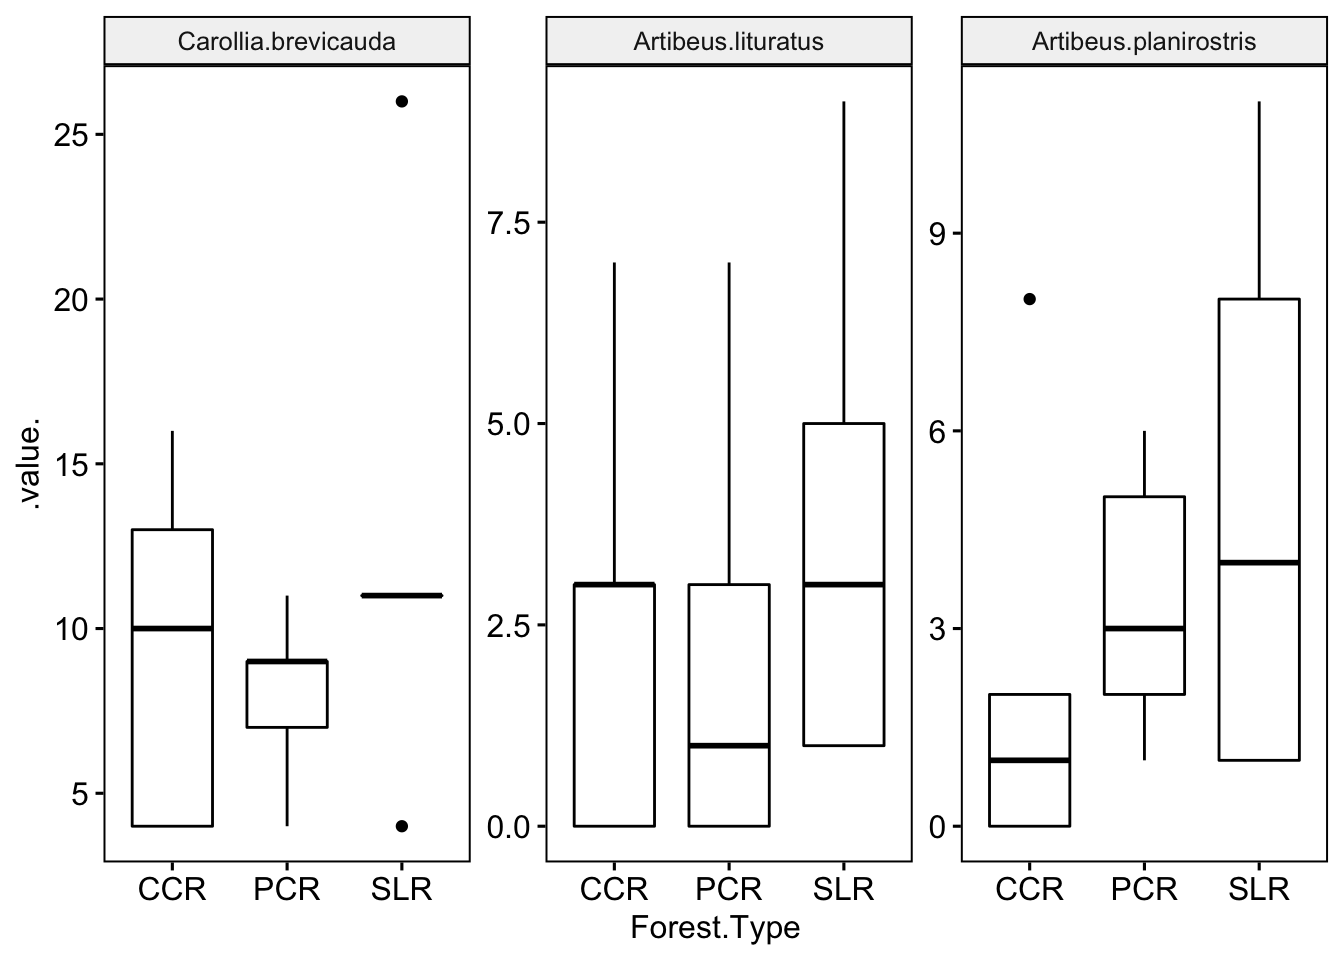 Carollia.brevicauda
Artibeus.lituratus
Artibeus.planirostris
.value.
25
20
15
10
5
7.5
5.0
2.5
0.0
9
6
3
0
CCR PCR SLR
CCR PCR SLR
CCR PCR SLR
Forest.Type